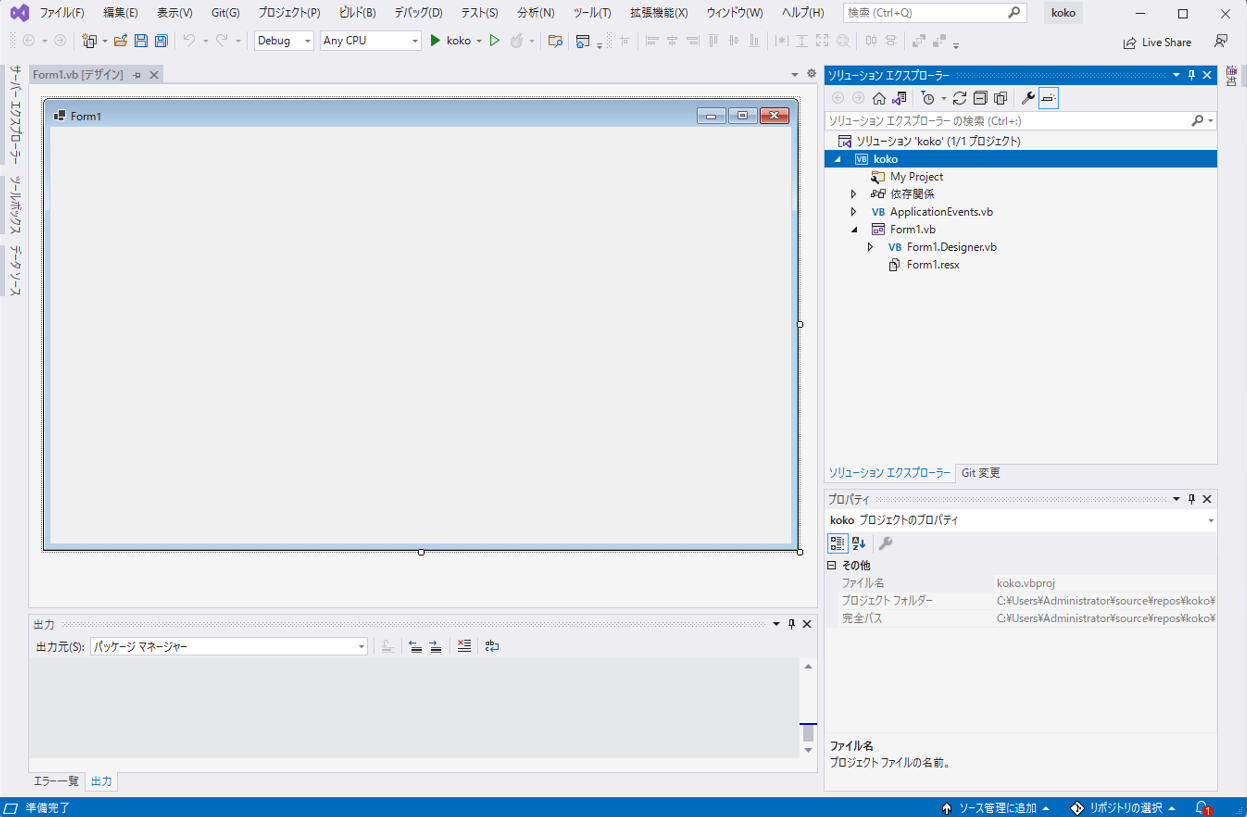 ファイル(F) 編集(E) 表示(V) Git(G) プロジェクト(P) ビルド(B) デバッグ(D) テスト(S) 分析(N) ツール(T) 拡張機能(X) ウィンドウ(W) ヘルプ(H) 検索 (Ctrl+Q) koko
Debug Any CPU koko Live Share
サーバー エクスプローラー
ツールボックス
データ ソース
Form1.vb [デザイン]
Form1
ソリューション エクスプローラー
ソリューション エクスプローラー の検索 (Ctrl+;)
ソリューション 'koko' (1/1 プロジェクト)
VB koko
My Project
依存関係
VB ApplicationEvents.vb
Form1.vb
VB Form1.Designer.vb
Form1.resx
ソリューション エクスプローラー Git 変更
プロパティ
koko プロジェクトのプロパティ
その他
ファイル名 koko.vbproj
プロジェクト フォルダー C:¥Users¥Administrator¥source¥repos¥koko¥
完全パス C:¥Users¥Administrator¥source¥repos¥koko¥
ファイル名
プロジェクト ファイルの名前。
出力
出力元(S): パッケージ マネージャー
エラー一覧 出力
準備完了 ソース管理に追加 リポジトリの選択 1